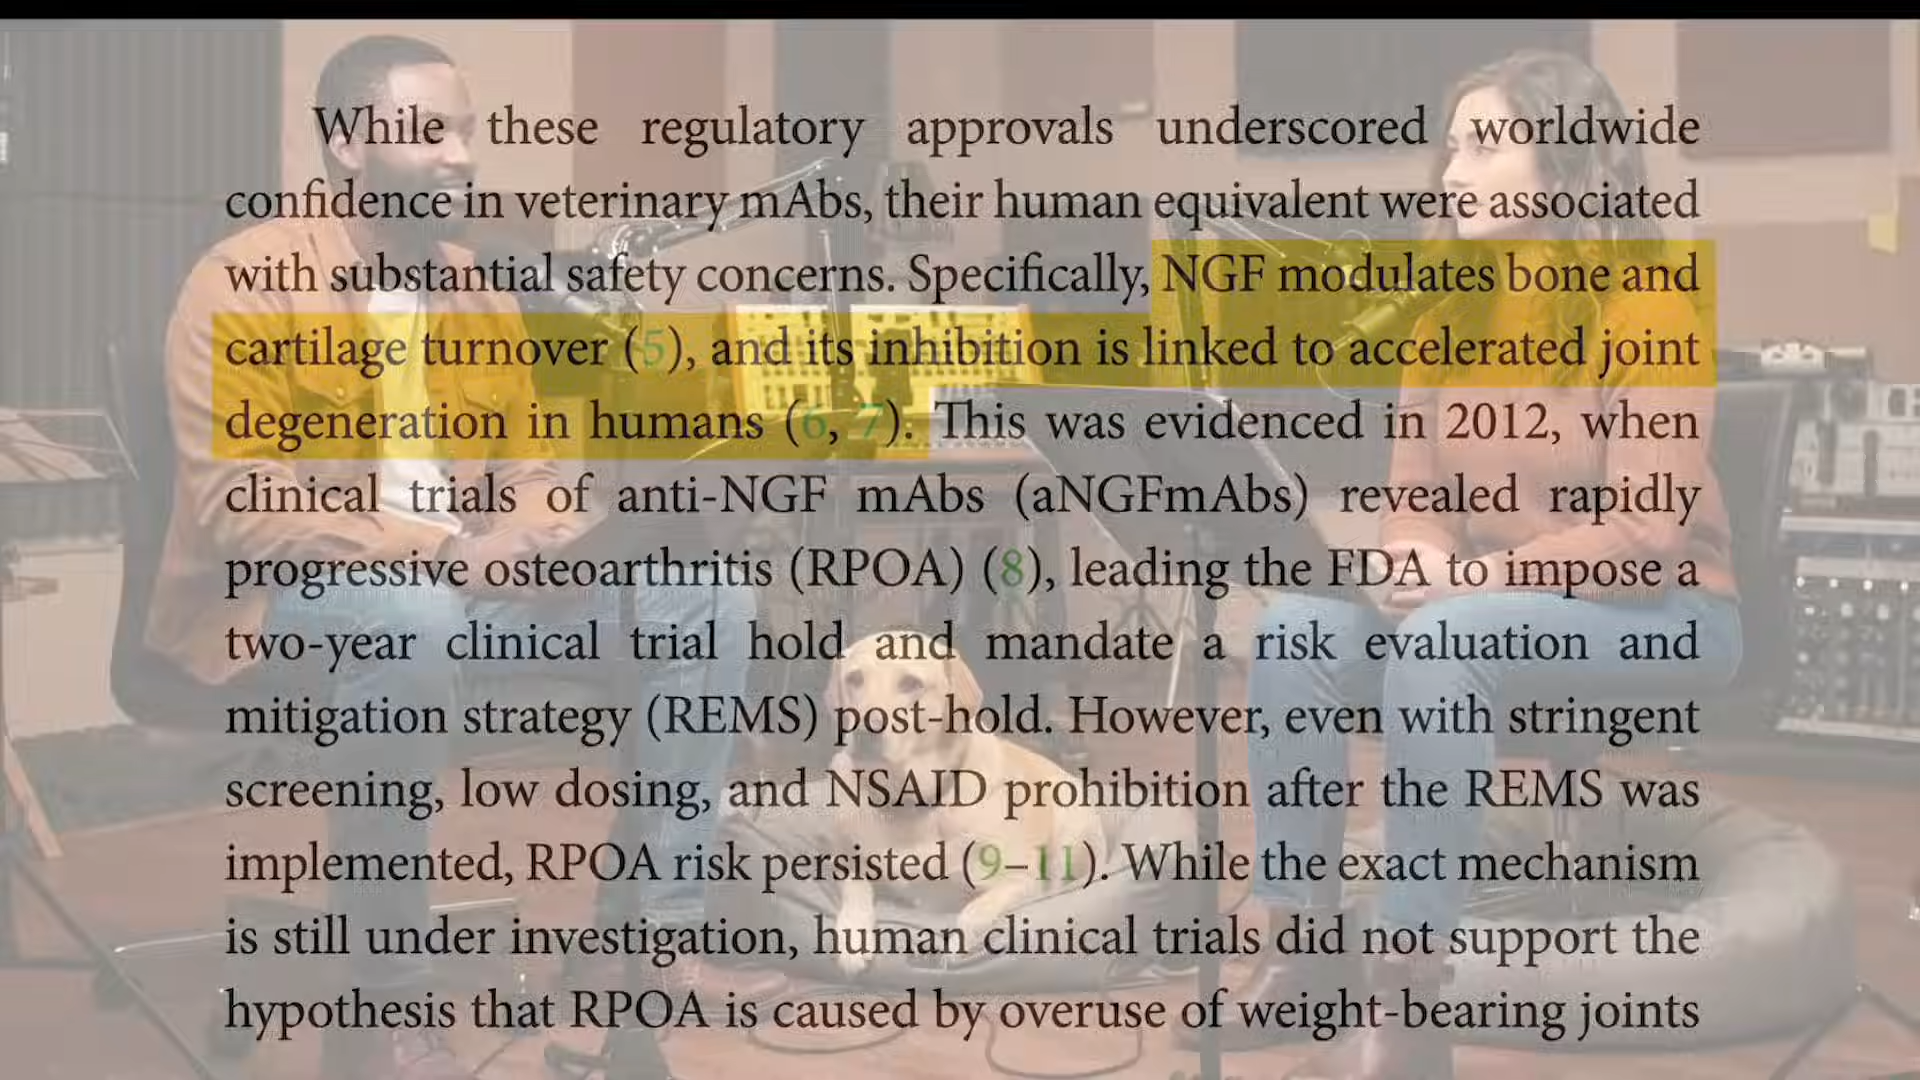 While these regulatory approvals underscored worldwide
confidence in veterinary mAbs, their human equivalent were associated
with substantial safety concerns. Specifically, NGF modulates bone and
cartilage turnover (5), and its inhibition is linked to accelerated joint
degeneration in humans (6, 7). This was evidenced in 2012, when
clinical trials of anti-NGF mAbs (aNGFmAbs) revealed rapidly
progressive osteoarthritis (RPOA) (8), leading the FDA to impose a
two-year clinical trial hold and mandate a risk evaluation and
mitigation strategy (REMS) post-hold. However, even with stringent
screening, low dosing, and NSAID prohibition after the REMS was
implemented, RPOA risk persisted (9–11). While the exact mechanism
is still under investigation, human clinical trials did not support the
hypothesis that RPOA is caused by overuse of weight-bearing joints